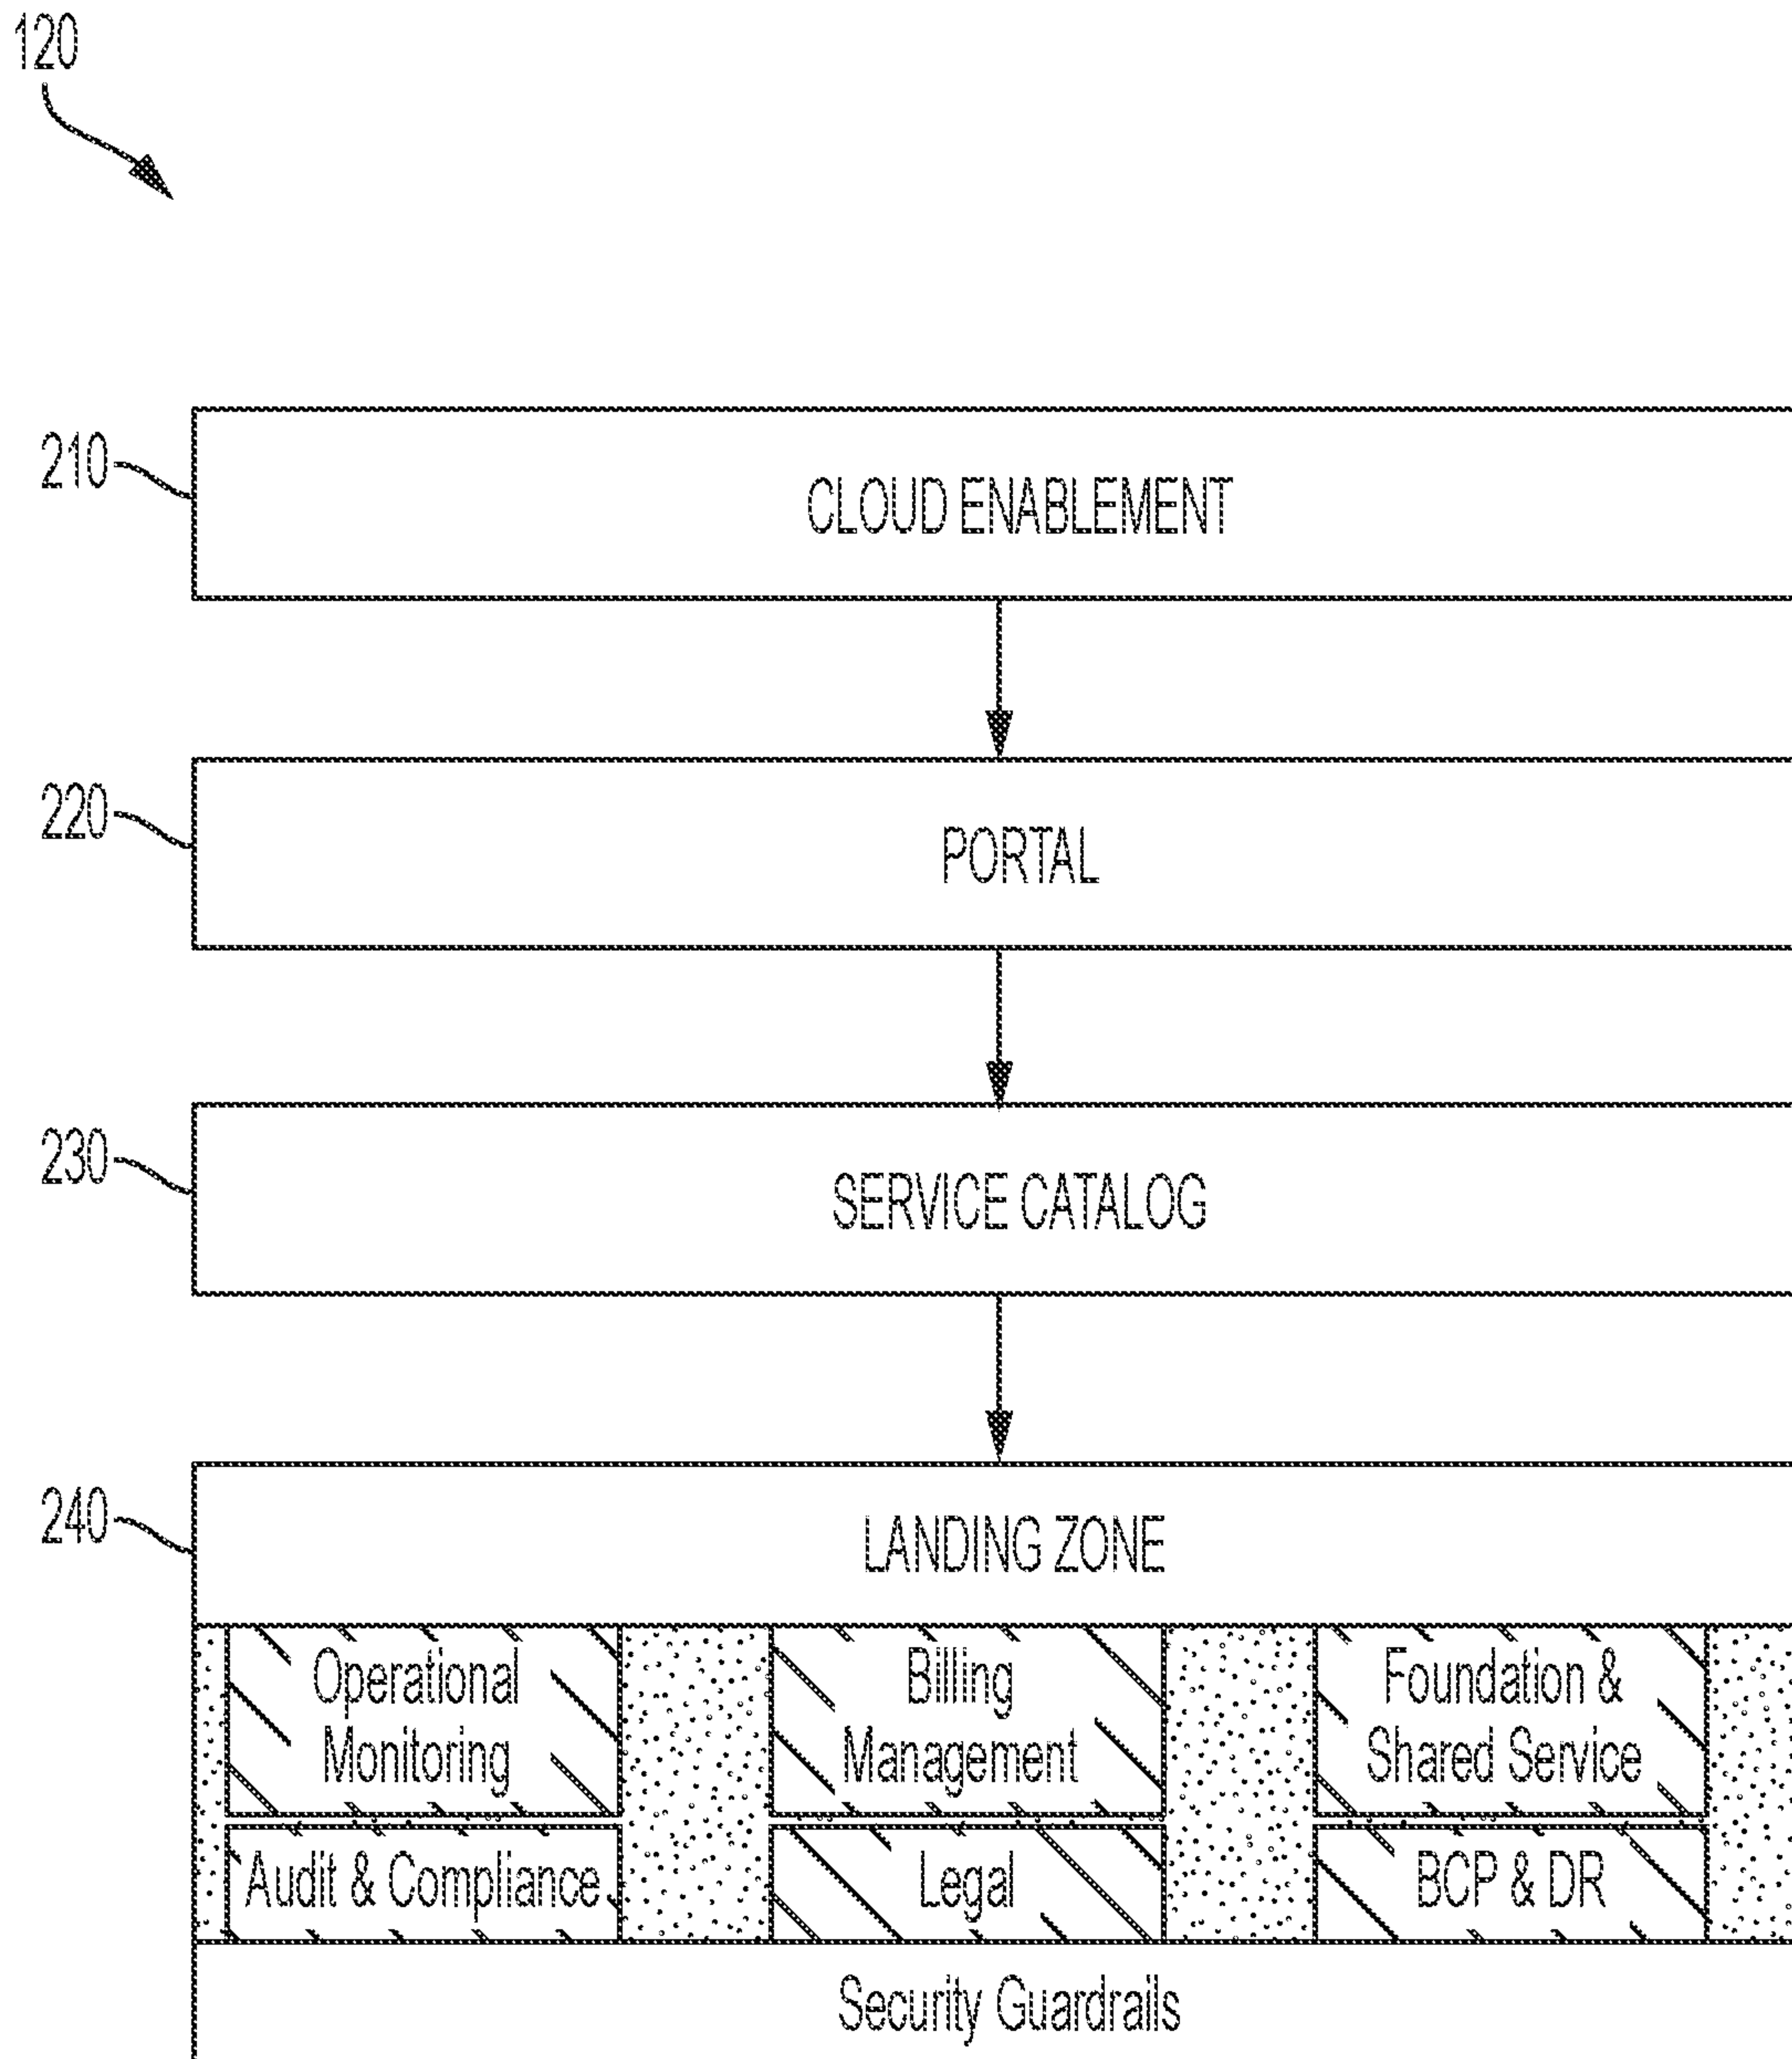 120
210
CLOUD ENABLEMENT
220
PORTAL
230
SERVICE CATALOG
240
LANDING ZONE
Operational
Monitoring
Billing
Management
Foundation &
Shared Service
Audit & Compliance
Legal
BCP & DR
Security Guardrails